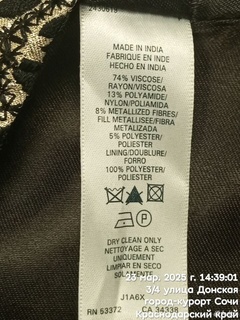 MADE IN INDIA
FABRIQUE EN INDE
HECHO EN INDIA
74% VISCOSE/
RAYON/VISCOSA
13% POLYAMIDE/
NYLON/POLIAMIDA
8% METALLISED FIBRES/
FILL METALLISEE/FIBRA
METALIZADA
5% POLYESTER/
POLIESTER
LINING/DOUBLURE/
FORRO
100% POLYESTER/
POLIESTER
DRY CLEAN ONLY
NETTOYAGE A SEC
UNIQUEMENT
LIMPIAR EN SECO
SOLAMENTE
J1A6X
RN 53372 CA 34338
23 мар. 2025 г. 14:39:01
3/4 улица Донская
город-курорт Сочи
Краснодарский край